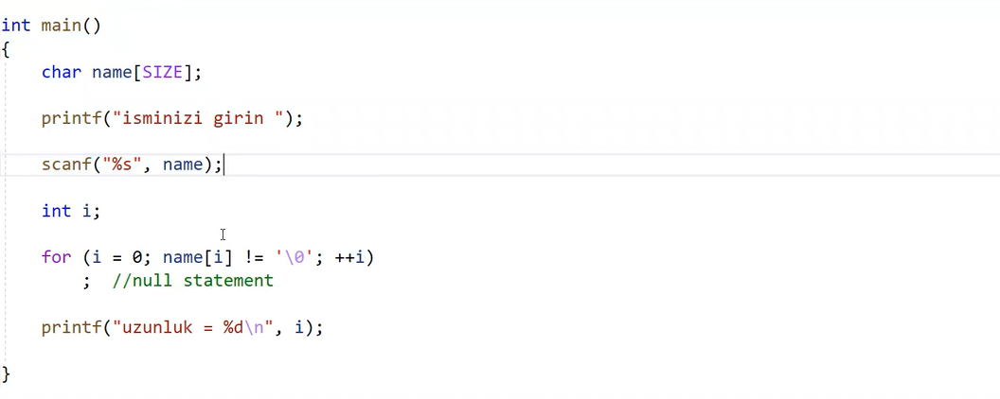 int main()
{
    char name[SIZE];
    printf("isminizi girin ");
    scanf("%s", name);
    int i;
    for (i = 0; name[i] != '\0'; ++i)
        ;  //null statement
    printf("uzunluk = %d\n", i);
}